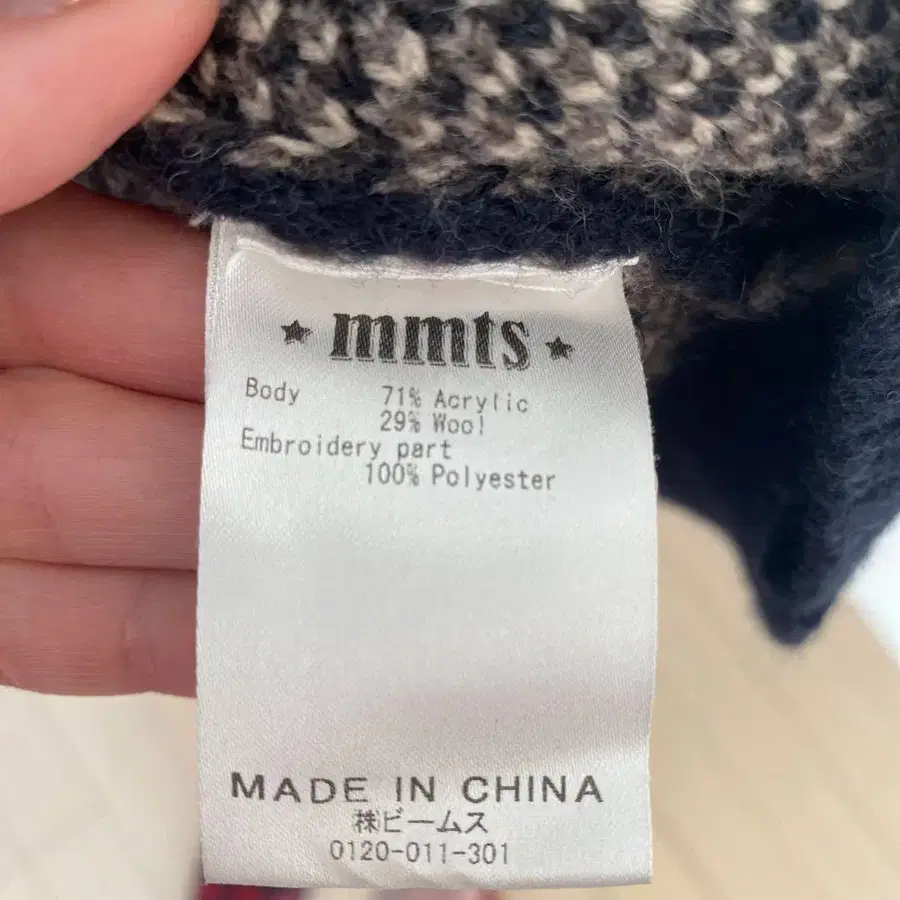 ★ mmts ★
Body 71% Acrylic
29% Wool
Embroidery part
100% Polyester
MADE IN CHINA
㈱ビームス
0120-011-301